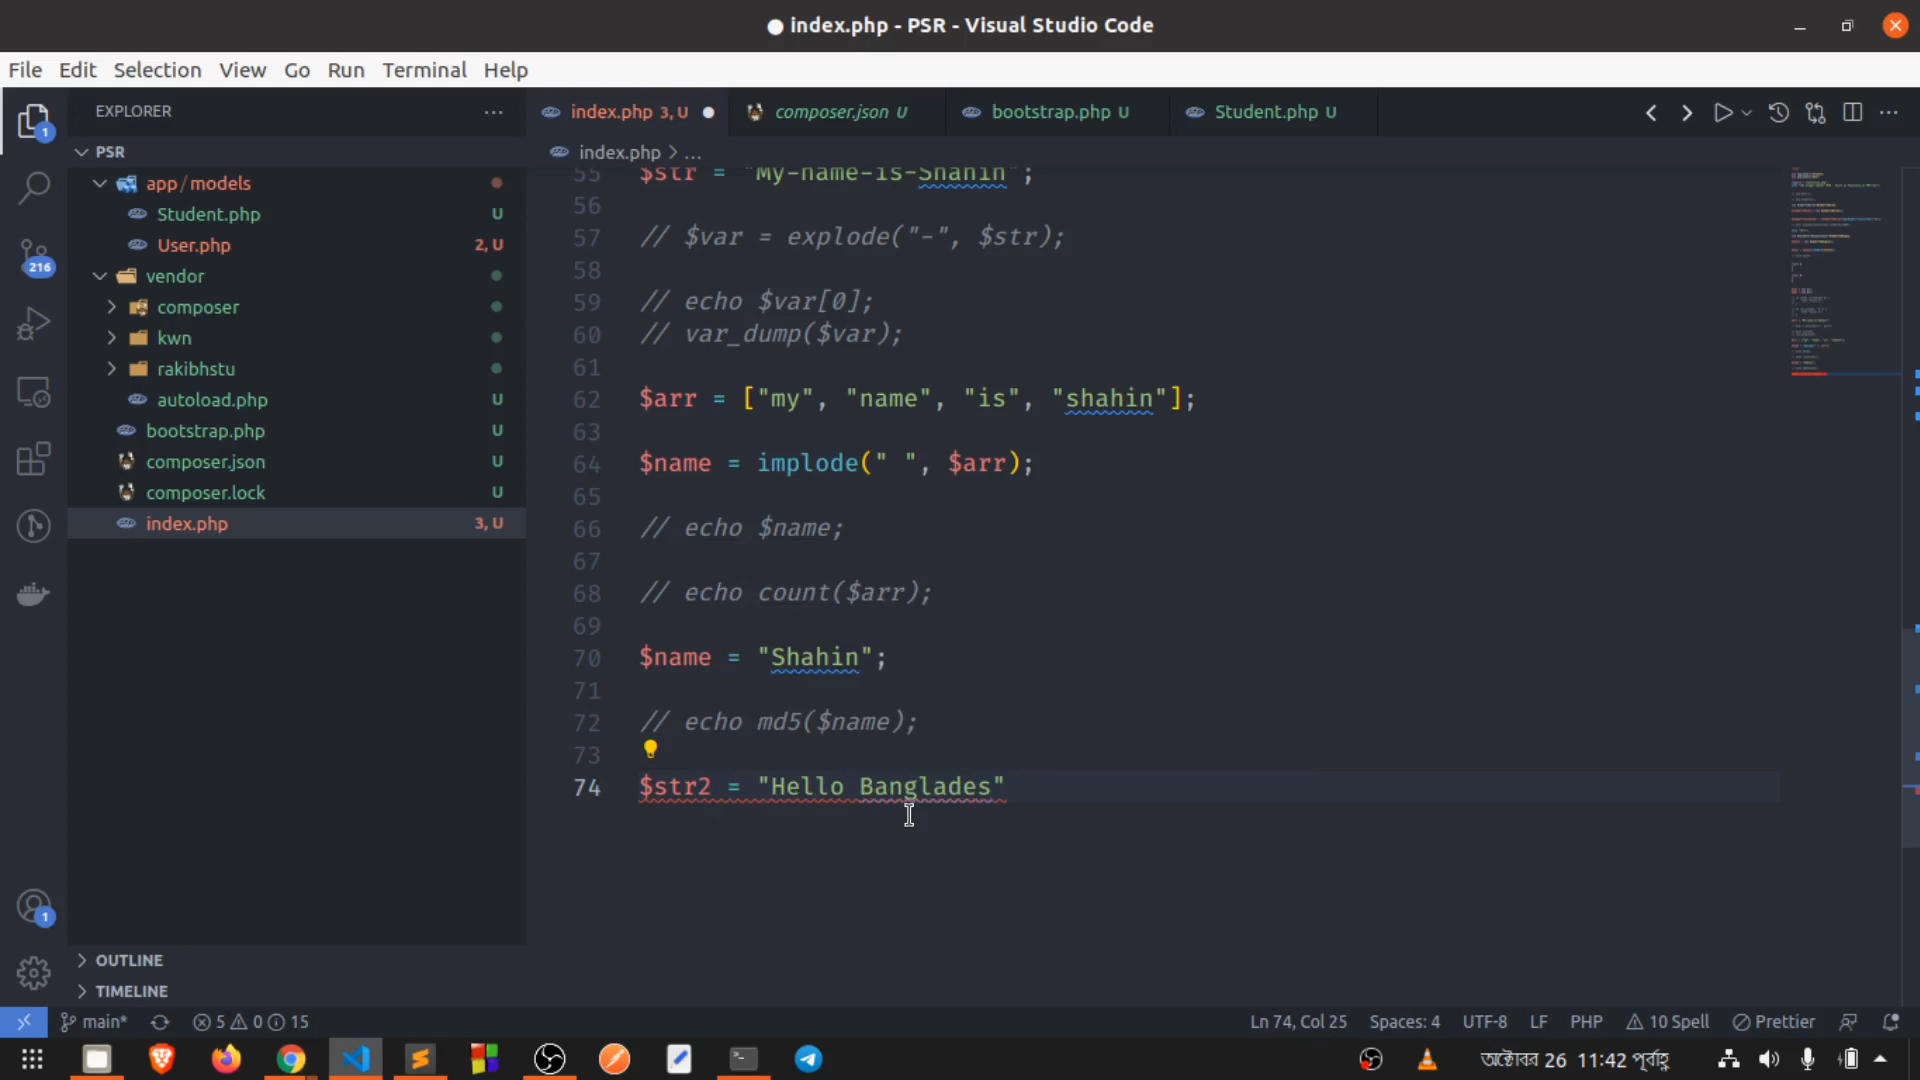 index.php - PSR - Visual Studio Code
File Edit Selection View Go Run Terminal Help
EXPLORER
index.php 3, U
composer.json U
bootstrap.php U
Student.php U
PSR
index.php > ...
app/models
Student.php U
User.php 2, U
vendor
composer
kwn
rakibhstu
autoload.php U
bootstrap.php U
composer.json U
composer.lock U
index.php 3, U
OUTLINE
TIMELINE
1
216
1
55 $str = "My-name-is-Shahin";
56
57 // $var = explode("-", $str);
58
59 // echo $var[0];
60 // var_dump($var);
61
62 $arr = ["my", "name", "is", "shahin"];
63
64 $name = implode(" ", $arr);
65
66 // echo $name;
67
68 // echo count($arr);
69
70 $name = "Shahin";
71
72 // echo md5($name);
73
74 $str2 = "Hello Banglades"
main* 5 0 15
Ln 74, Col 25 Spaces: 4 UTF-8 LF PHP 10 Spell Prettier
অক্টোবর 26 11:42 পূর্বাহ্ণ